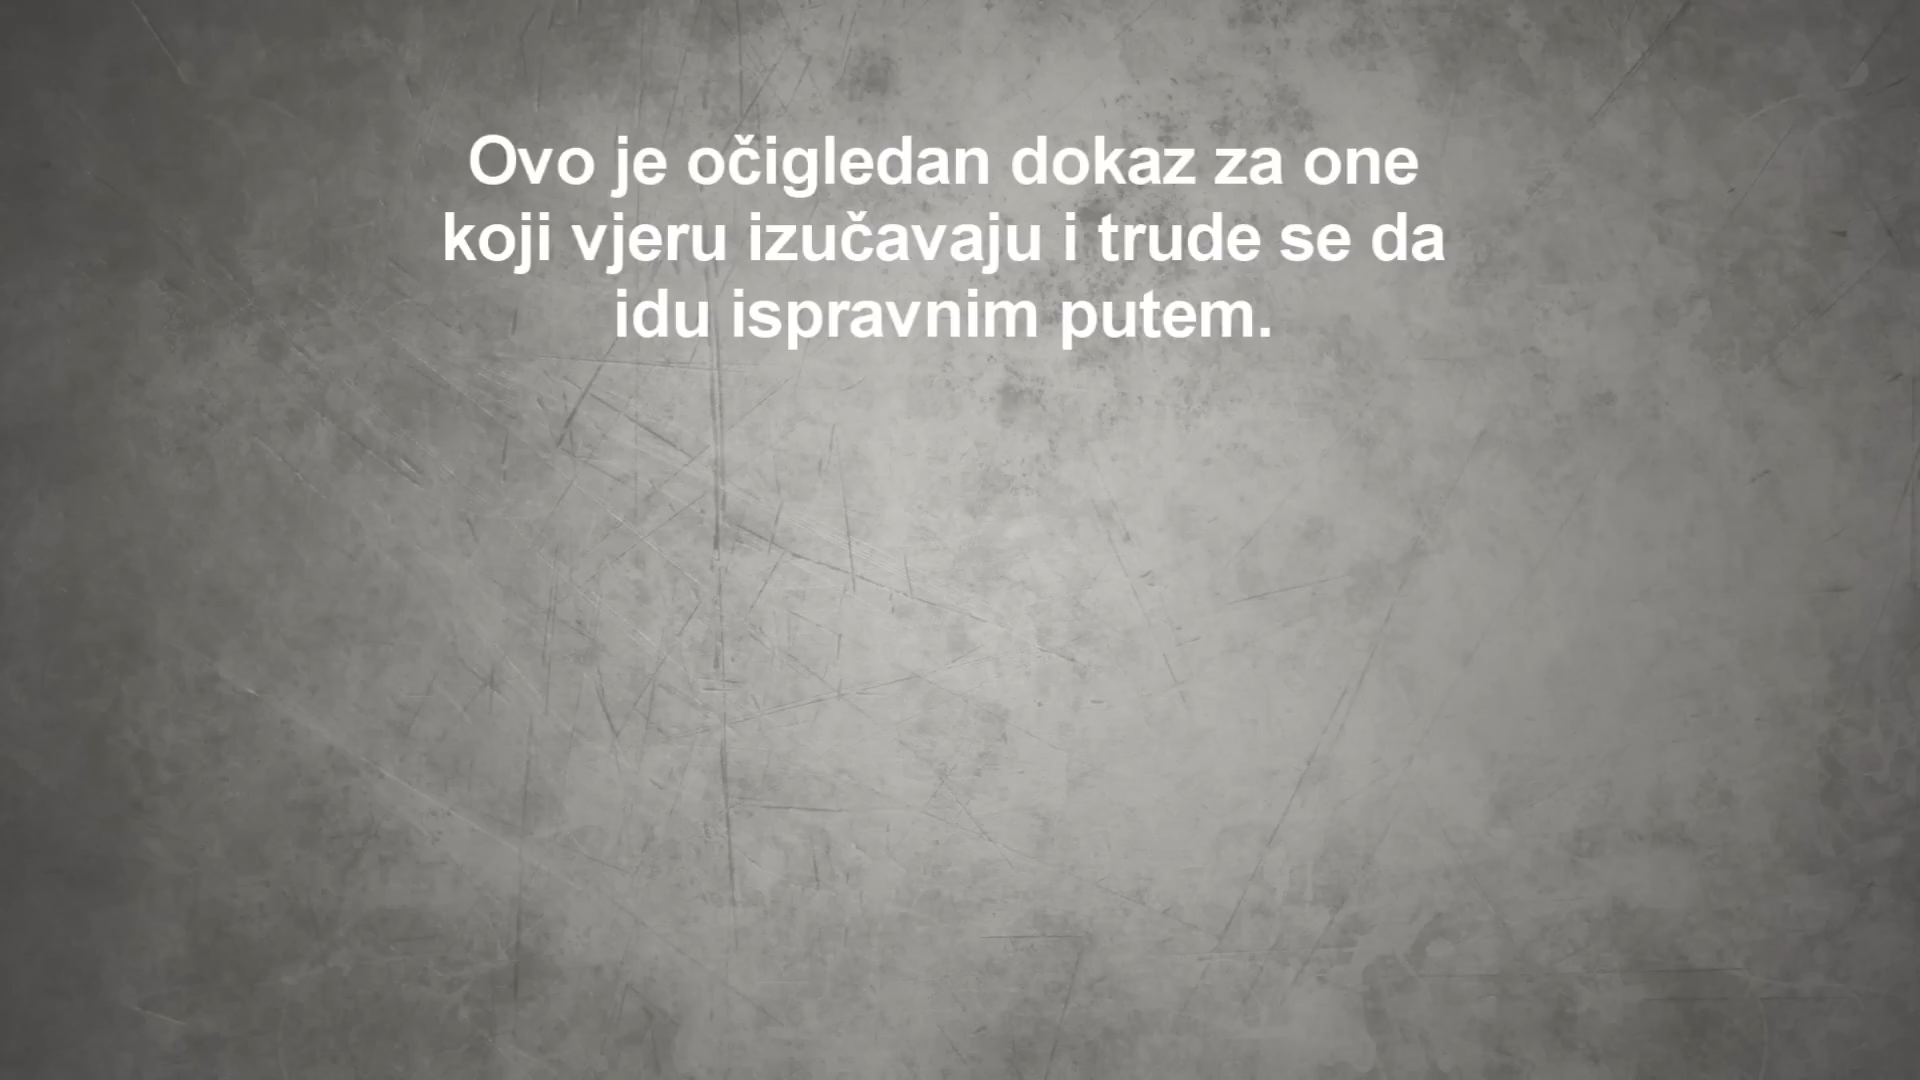 Ovo je očigledan dokaz za one
koji vjeru izučavaju i trude se da
idu ispravnim putem.